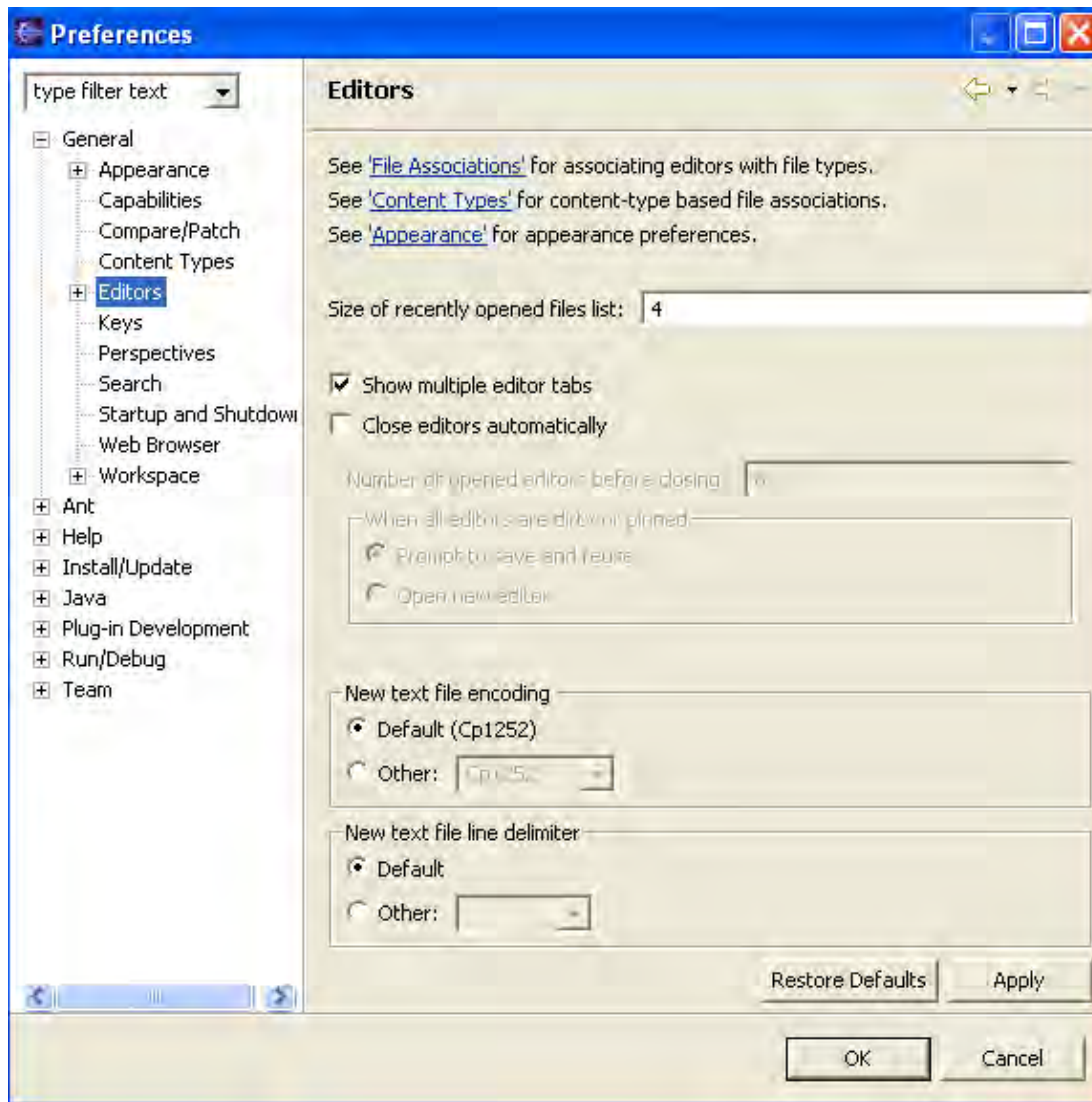 Preferences
type filter text
General
Appearance
Capabilities
Compare/Patch
Content Types
Editors
Keys
Perspectives
Search
Startup and Shutdow
Web Browser
Workspace
Ant
Help
Install/Update
Java
Plug-in Development
Run/Debug
Team
Editors
See 'File Associations' for associating editors with file types.
See 'Content Types' for content-type based file associations.
See 'Appearance' for appearance preferences.
Size of recently opened files list: 4
Show multiple editor tabs
Close editors automatically
Number of opened editors before closing
When all editors are dirty or pinned
Prompt to save and reuse
Open new editor
New text file encoding
Default (Cp1252)
Other: Cp1252
New text file line delimiter
Default
Other:
Restore Defaults Apply
OK Cancel